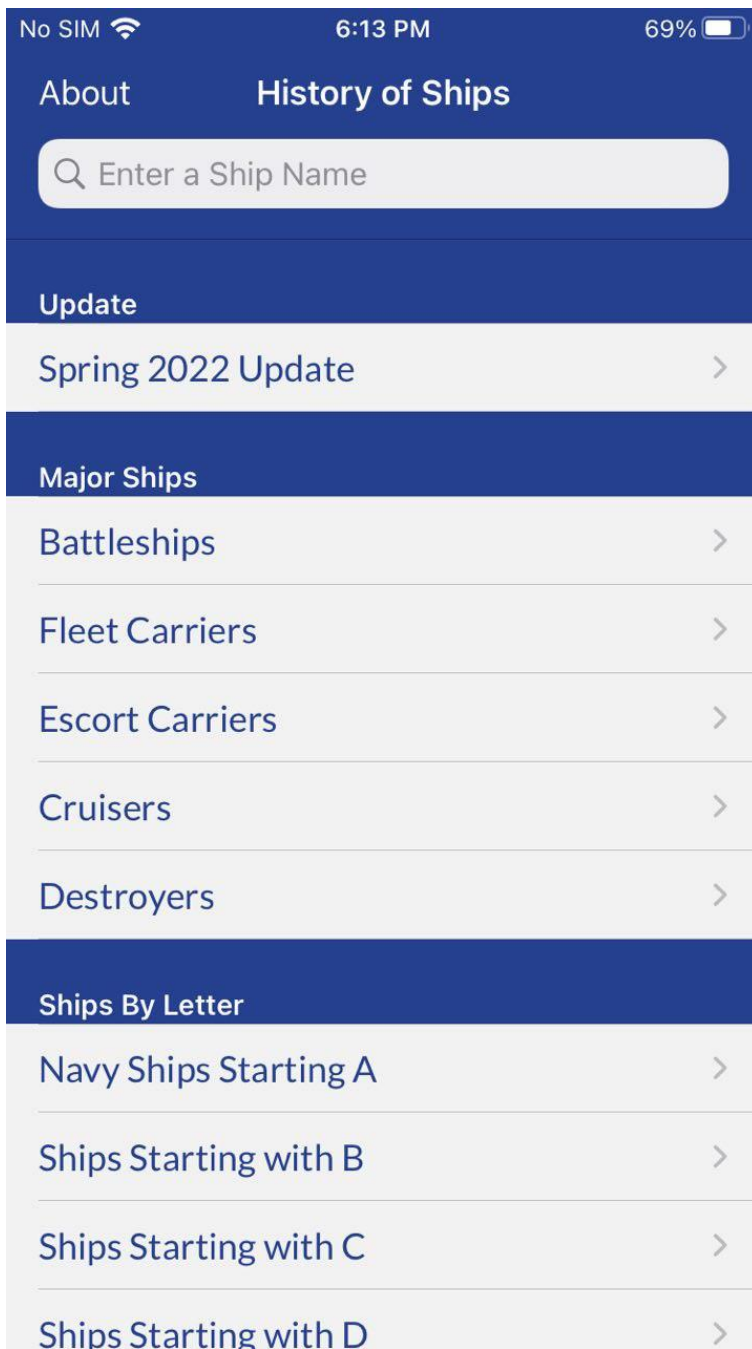 No SIM 6:13 PM 69%
About History of Ships
Enter a Ship Name
Update
Spring 2022 Update
Major Ships
Battleships
Fleet Carriers
Escort Carriers
Cruisers
Destroyers
Ships By Letter
Navy Ships Starting A
Ships Starting with B
Ships Starting with C
Ships Starting with D